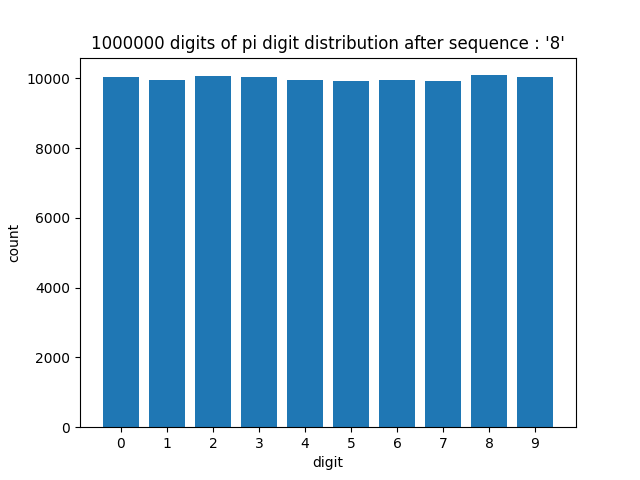 1000000 digits of pi digit distribution after sequence : '8'
10000
8000
6000
4000
2000
0
count
0 1 2 3 4 5 6 7 8 9
digit